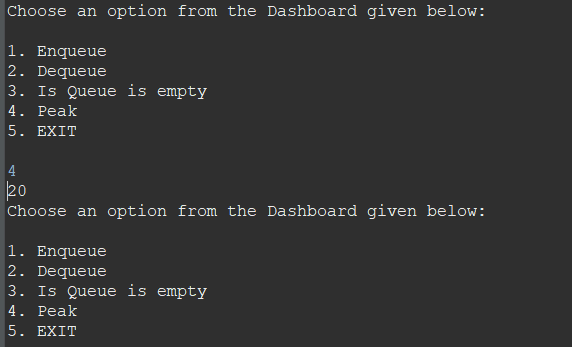 Choose an option from the Dashboard given below:
1. Enqueue
2. Dequeue
3. Is Queue is empty
4. Peak
5. EXIT
4
20
Choose an option from the Dashboard given below:
1. Enqueue
2. Dequeue
3. Is Queue is empty
4. Peak
5. EXIT